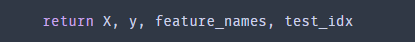 return X, y, feature_names, test_idx